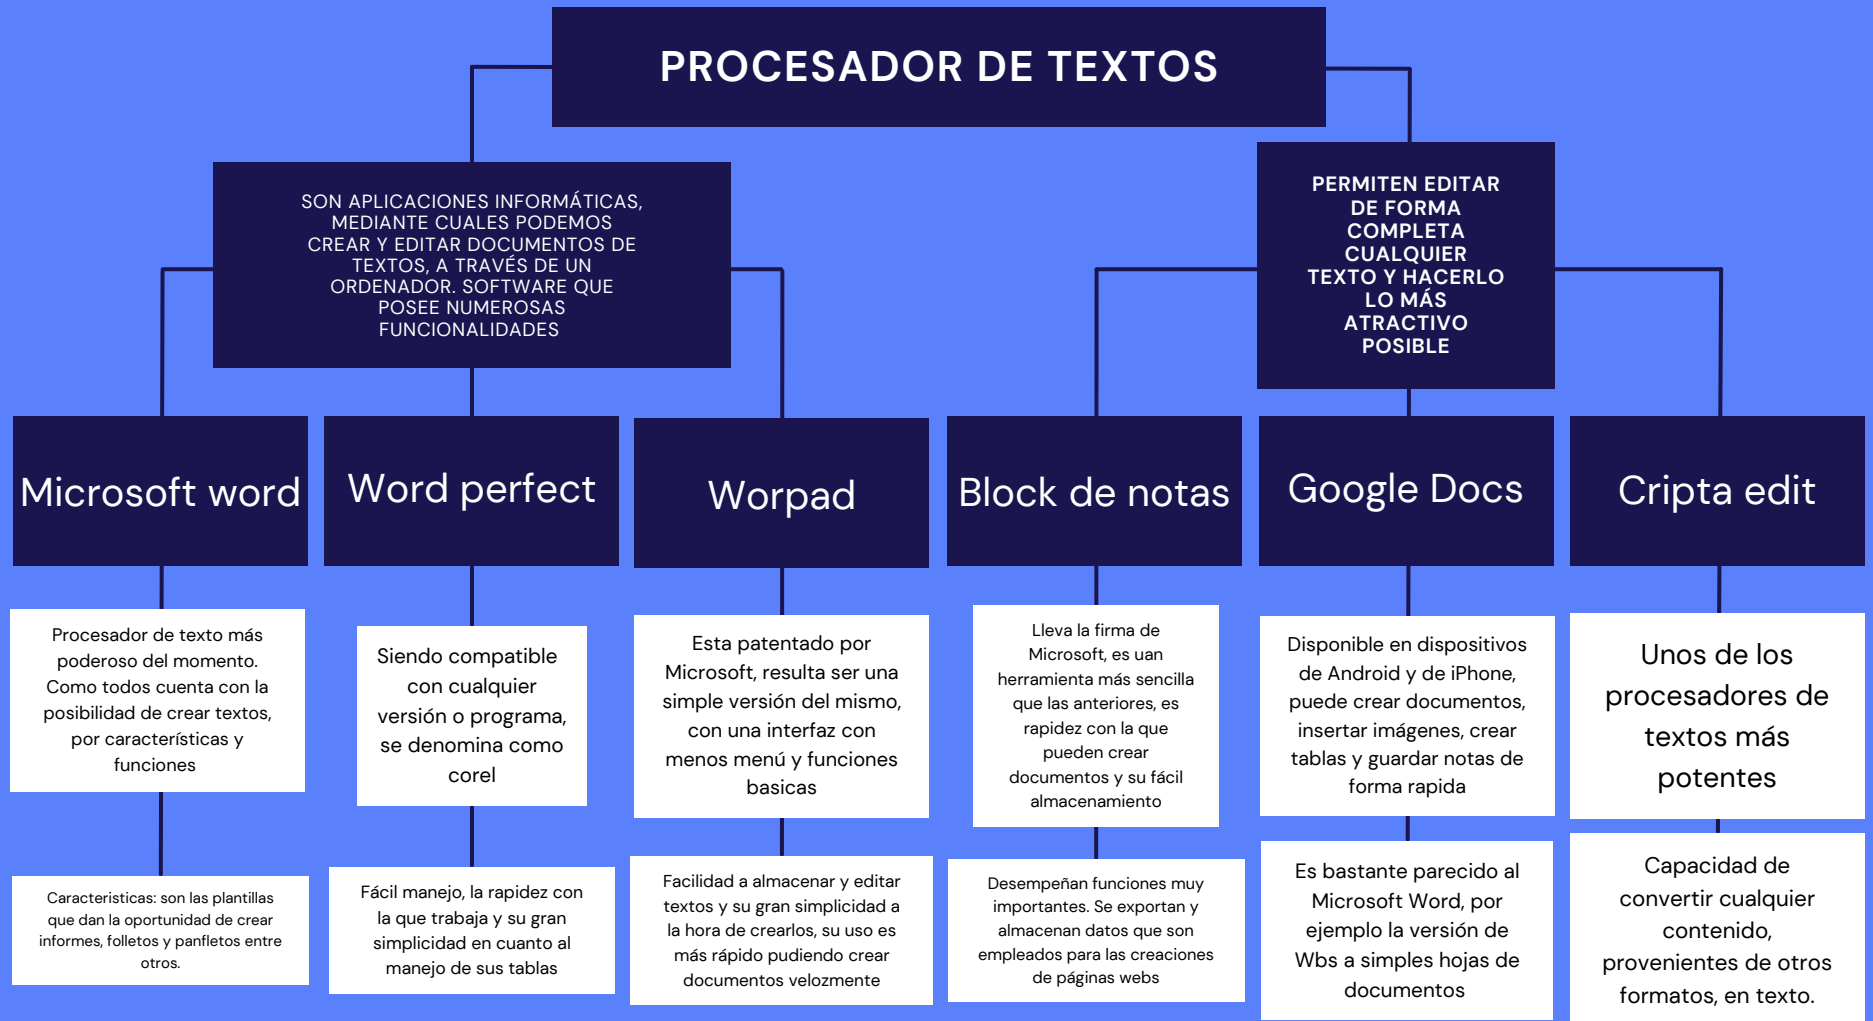 PROCESADOR DE TEXTOS
SON APLICACIONES INFORMÁTICAS,
MEDIANTE CUALES PODEMOS
CREAR Y EDITAR DOCUMENTOS DE
TEXTOS, A TRAVÉS DE UN
ORDENADOR. SOFTWARE QUE
POSEE NUMEROSAS
FUNCIONALIDADES
PERMITEN EDITAR
DE FORMA
COMPLETA
CUALQUIER
TEXTO Y HACERLO
LO MÁS
ATRACTIVO
POSIBLE
Microsoft word
Word perfect
Worpad
Block de notas
Google Docs
Cripta edit
Procesador de texto más
poderoso del momento.
Como todos cuenta con la
posibilidad de crear textos,
por características y
funciones
Siendo compatible
con cualquier
versión o programa,
se denomina como
corel
Esta patentado por
Microsoft, resulta ser una
simple versión del mismo,
con una interfaz con
menos menú y funciones
basicas
Lleva la firma de
Microsoft, es uan
herramienta más sencilla
que las anteriores, es
rapidez con la que
pueden crear
documentos y su fácil
almacenamiento
Disponible en dispositivos
de Android y de iPhone,
puede crear documentos,
insertar imágenes, crear
tablas y guardar notas de
forma rapida
Unos de los
procesadores de
textos más
potentes
Caracteristicas: son las plantillas
que dan la oportunidad de crear
informes, folletos y panfletos entre
otros.
Fácil manejo, la rapidez con
la que trabaja y su gran
simplicidad en cuanto al
manejo de sus tablas
Facilidad a almacenar y editar
textos y su gran simplicidad a
la hora de crearlos, su uso es
más rápido pudiendo crear
documentos velozmente
Desempeñan funciones muy
importantes. Se exportan y
almacenan datos que son
empleados para las creaciones
de páginas webs
Es bastante parecido al
Microsoft Word, por
ejemplo la versión de
Wbs a simples hojas de
documentos
Capacidad de
convertir cualquier
contenido,
provenientes de otros
formatos, en texto.